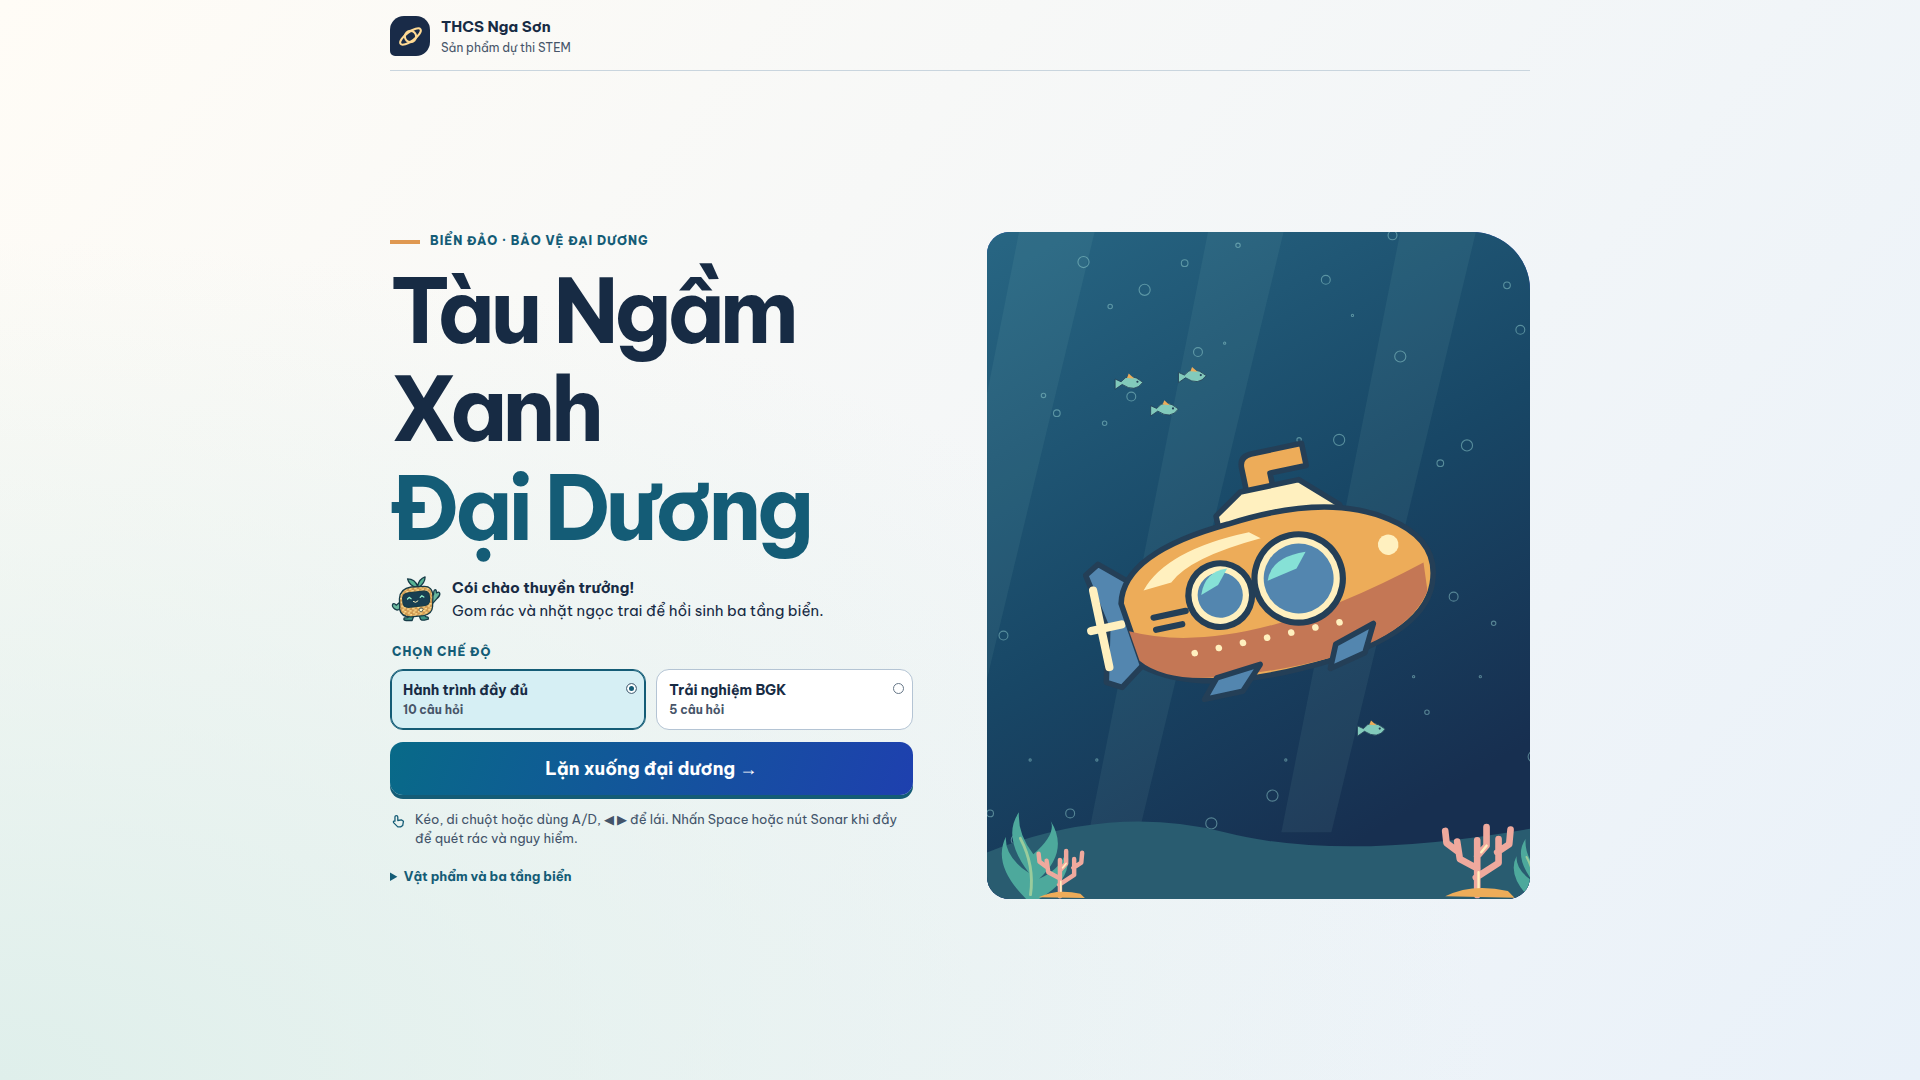 THCS Nga Sơn
Sản phẩm dự thi STEM
BIỂN ĐẢO · BẢO VỆ ĐẠI DƯƠNG
Tàu Ngầm
Xanh
Đại Dương
Cói chào thuyền trưởng!
Gom rác và nhặt ngọc trai để hồi sinh ba tầng biển.
CHỌN CHẾ ĐỘ
Hành trình đầy đủ
10 câu hỏi
Trải nghiệm BGK
5 câu hỏi
Lặn xuống đại dương →
Kéo, di chuột hoặc dùng A/D, ◀ ▶ để lái. Nhấn Space hoặc nút Sonar khi đầy
để quét rác và nguy hiểm.
▶ Vật phẩm và ba tầng biển